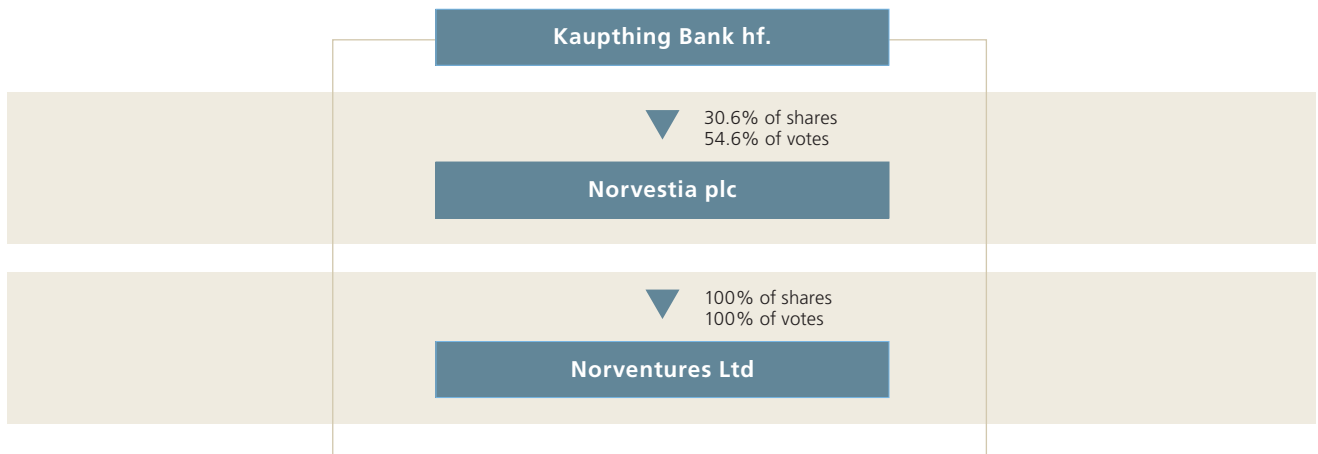 Kaupthing Bank hf.
30.6% of shares
54.6% of votes
Norvestia plc
100% of shares
100% of votes
Norventures Ltd